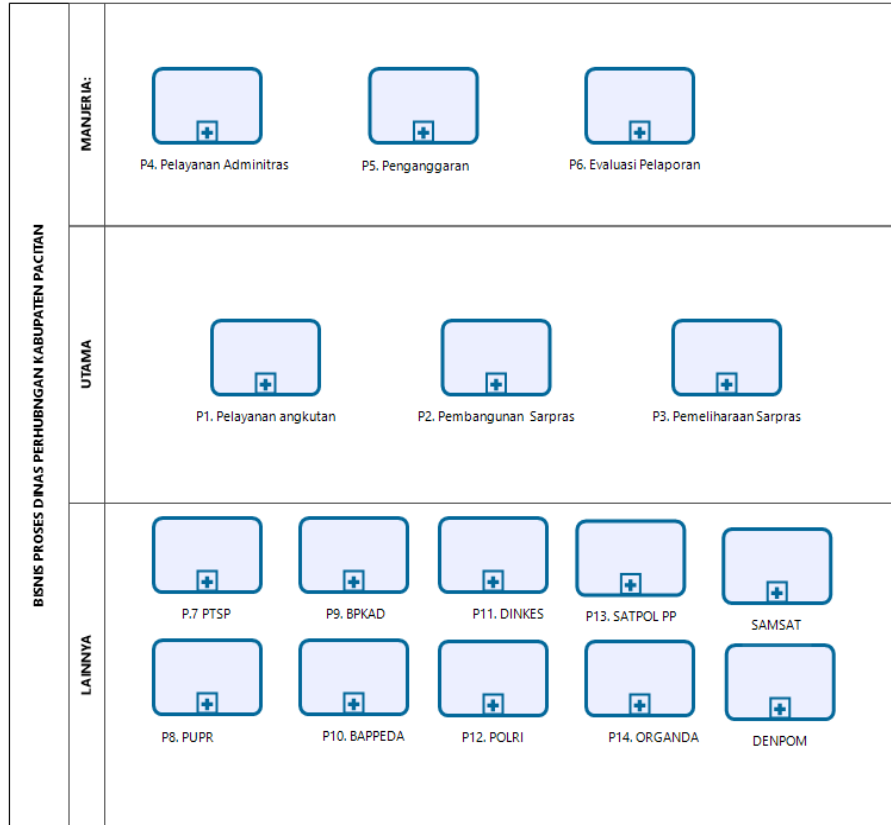 BISNIS PROSES DINAS PERHUBNGAN KABUPATEN PACITAN
MANJERIA:
P4. Pelayanan Adminitras
P5. Penganggaran
P6. Evaluasi Pelaporan
UTAMA
P1. Pelayanan angkutan
P2. Pembangunan Sarpras
P3. Pemeliharaan Sarpras
LAINNYA
P.7 PTSP
P9. BPKAD
P11. DINKES
P13. SATPOL PP
SAMSAT
P8. PUPR
P10. BAPPEDA
P12. POLRI
P14. ORGANDA
DENPOM